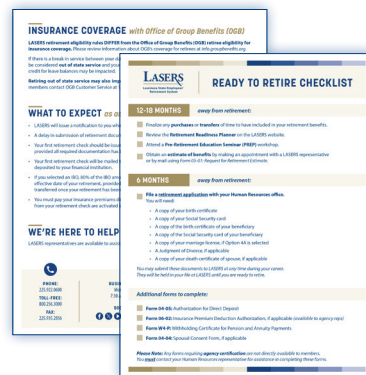 INSURANCE COVERAGE with Office of Group Benefits (OGB)
LASERS retirement eligibility rules DIFFER from the Office of Group Benefits (OGB) retiree eligibility for
insurance coverage. Please review information about OGB's coverage for retirees at info.groupbenefits.org.
If there is a break in service between your da
be considered out of state service and your
credit for leave balances may be impacted.
Retiring out of state service may also imp
members contact OGB Customer Service at
WHAT TO EXPECT as a
LASERS will issue a notification to you whe
A delay in submission of retirement docu
Your first retirement check should be issue
provided all required documentation has
Your first retirement check will be mailed
deposited to your financial institution.
If you selected an IBO, 80% of the IBO amo
effective date of your retirement, provided
transferred once your retirement has been
You must pay your insurance premiums di
from your retirement check are activated
WE'RE HERE TO HELP
LASERS representatives are available to assis
PHONE:
225.922.0600
TOLL-FREE:
800.256.3000
FAX:
225.935.2856
LASERS
Louisiana State Employees'
Retirement System
READY TO RETIRE CHECKLIST
12-18 MONTHS away from retirement:
Finalize any purchases or transfers of time to have included in your retirement benefits.
Review the Retirement Readiness Planner on the LASERS website.
Attend a Pre-Retirement Education Seminar (PREP) workshop.
Obtain an estimate of benefits by making an appointment with a LASERS representative
or by mail using Form 01-07: Request for Retirement Estimate.
6 MONTHS away from retirement:
File a retirement application with your Human Resources office.
You will need:
• A copy of your birth certificate
• A copy of your Social Security card
• A copy of the birth certificate of your beneficiary
• A copy of the Social Security card of your beneficiary
• A copy of your marriage license, if Option 4A is selected
• A Judgment of Divorce, if applicable
• A copy of your death certificate of spouse, if applicable
You may submit these documents to LASERS at any time during your career.
They will be held in your file at LASERS until you are ready to retire.
Additional forms to complete:
Form 04-05: Authorization for Direct Deposit
Form 06-02: Insurance Premium Deduction Authorization, if applicable (available to agency reps)
Form W4-P: Withholding Certificate for Pension and Annuity Payments
Form 04-04: Spousal Consent Form, if applicable
Please Note: Any forms requiring agency certification are not directly available to members.
You must contact your Human Resources representative for assistance in completing these forms.